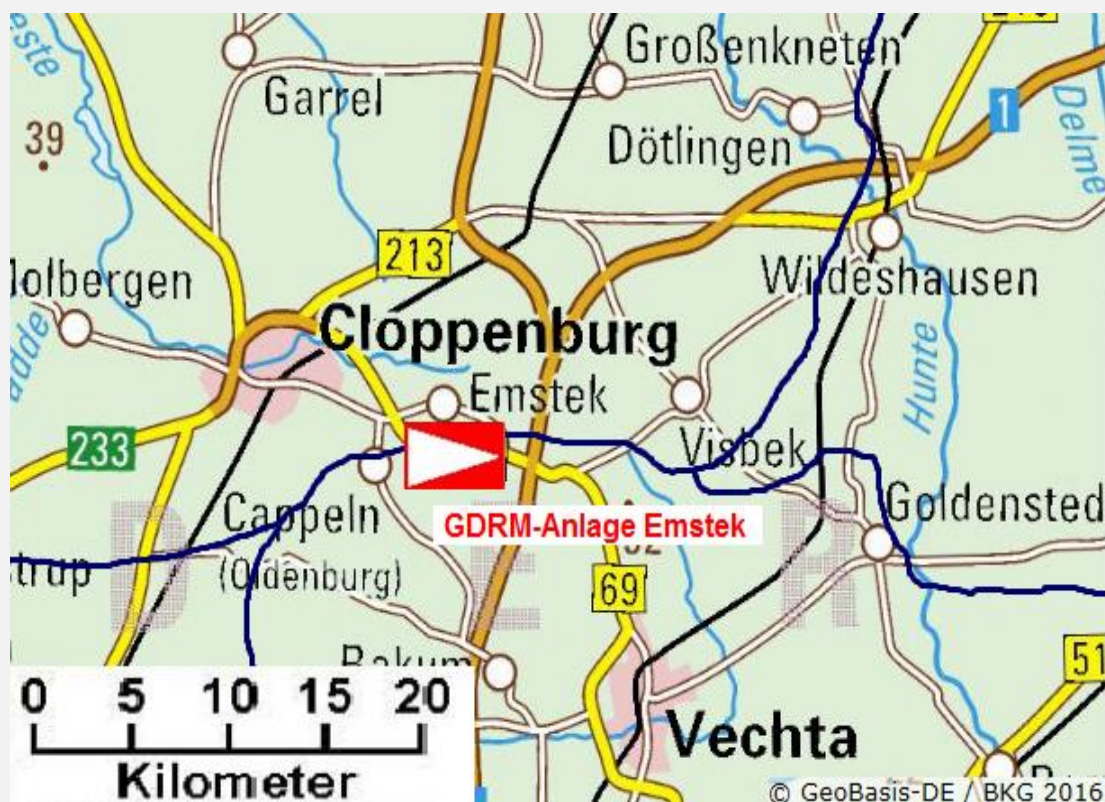 Großenkneten
Garrel
1
39
Dötlingen
Delme
213
Wildeshausen
Cloppenburg
Hunte
Emstek
233
Visbek
Cappeln
(Oldenburg)
GDRM-Anlage Emstek
Goldensted
D E R
69
Bakum
51
Vechta
0 5 10 15 20
Kilometer
© GeoBasis-DE / BKG 2016